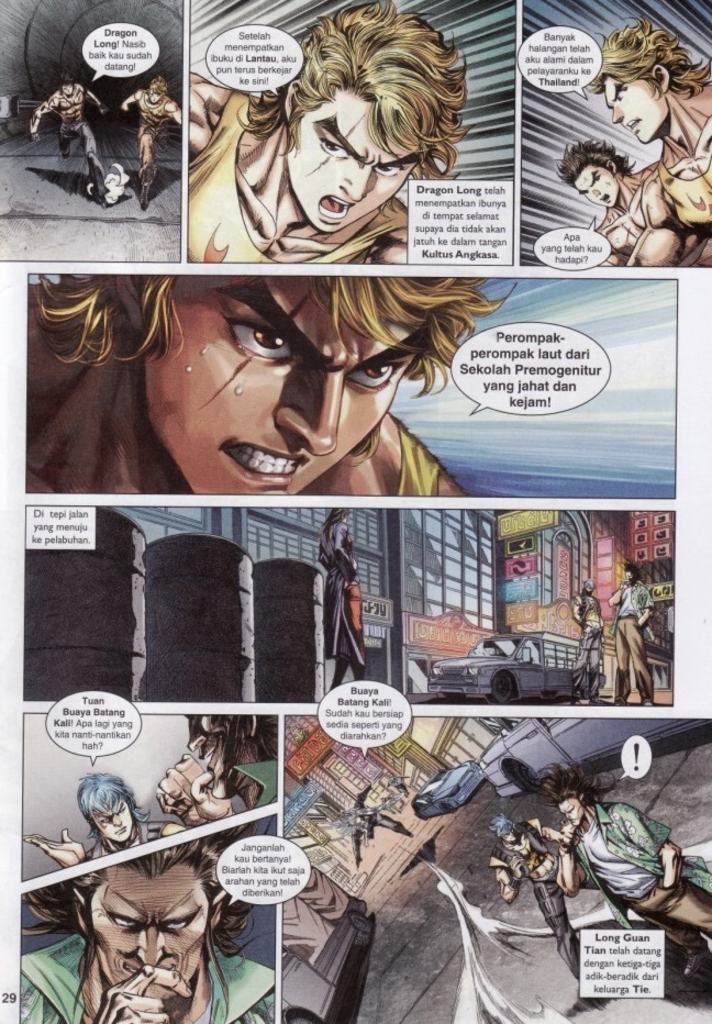 Dragon
Long! Nasib
baik kau sudah
datang!
Setelah
menempatkan
ibuku di Lantau, aku
pun terus berkejar
ke sini!
Dragon Long telah
menempatkan ibunya
di tempat selamat
supaya dia tidak akan
jatuh ke dalam tangan
Kultus Angkasa.
Banyak
halangan telah
aku alami dalam
pelayaranku ke
Thailand!
Apa
yang telah kau
hadapi?
Perompak-
perompak laut dari
Sekolah Premogenitur
yang jahat dan
kejam!
Di tepi jalan
yang menuju
ke pelabuhan.
Tuan
Buaya Batang
Kali! Apa lagi yang
kita nanti-nantikan
hah?
Janganlah
kau bertanya!
Biarlah kita ikut saja
arahan yang telah
diberikan!
Buaya
Batang Kali!
Sudah kau bersiap
sedia seperti yang
diarahkan?
!
Long Guan
Tian telah datang
dengan ketiga-tiga
adik-beradik dari
keluarga Tie.
29